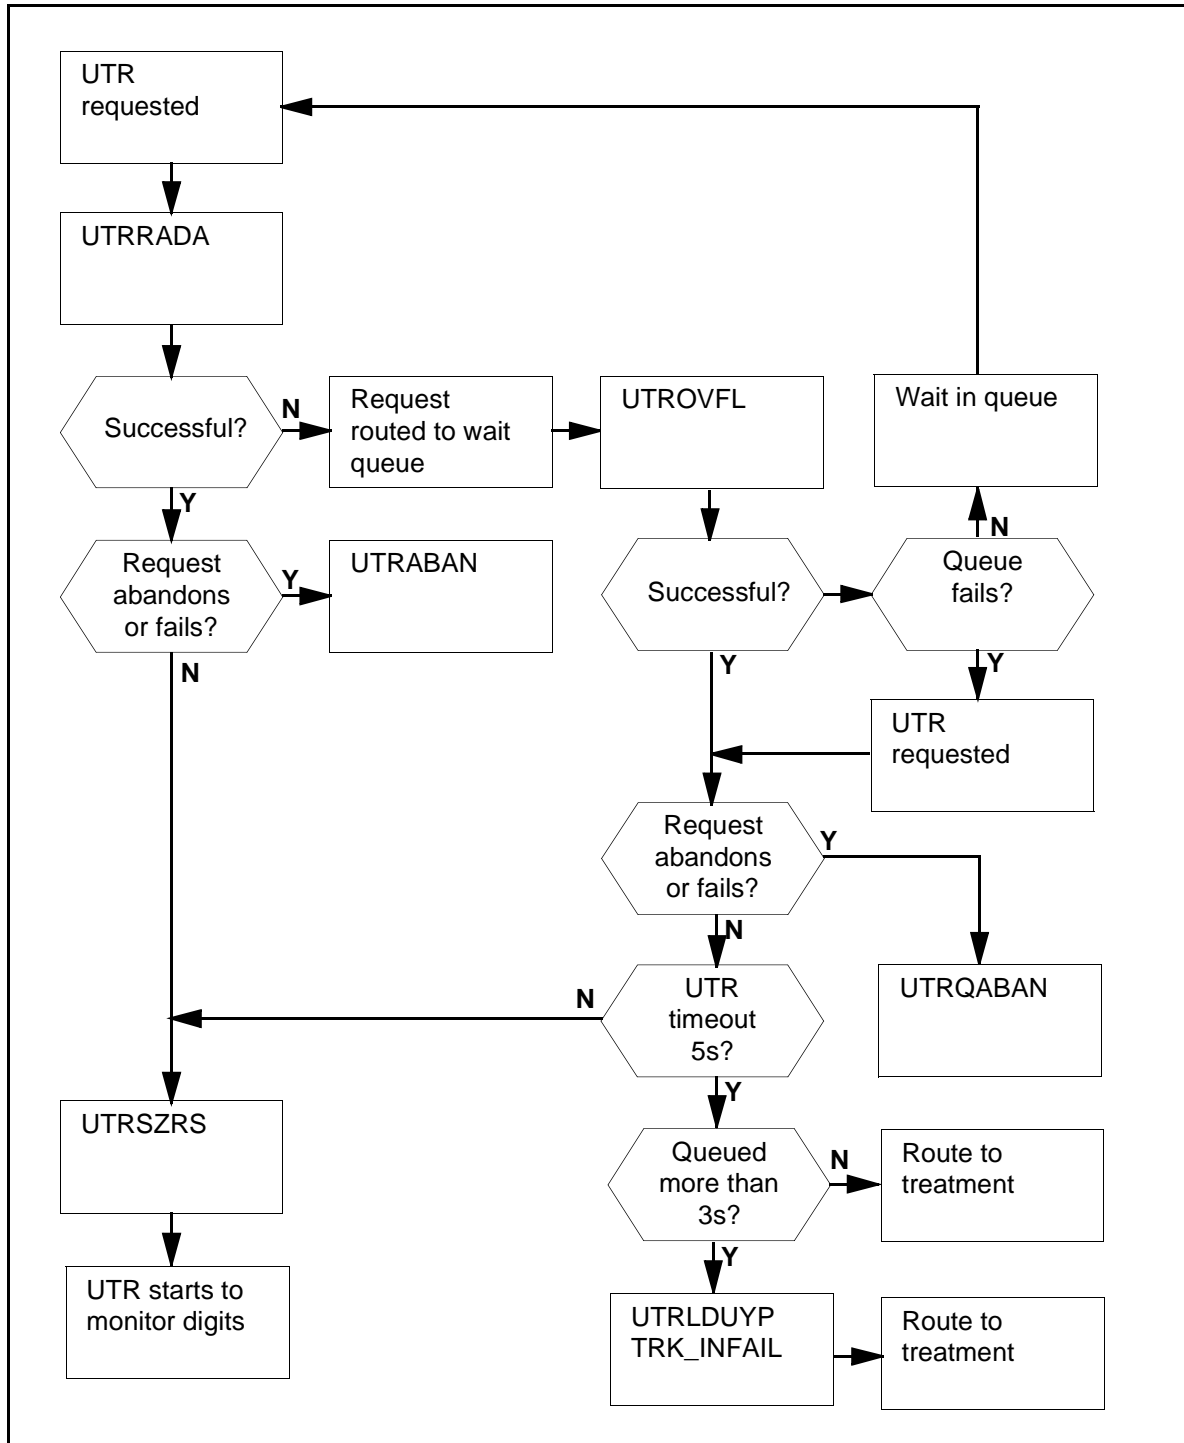 UTR
requested
UTRRADA
Successful?
N
Request
routed to wait
queue
UTROVFL
Wait in queue
Y
N
Request
abandons
or fails?
Y
UTRABAN
Successful?
Queue
fails?
N
Y
Y
UTR
requested
Request
abandons
or fails?
Y
N
UTRQABAN
N
UTR
timeout
5s?
Y
UTRSZRS
Queued
more than
3s?
N
Route to
treatment
Y
UTR starts to
monitor digits
UTRLDUYP
TRK_INFAIL
Route to
treatment